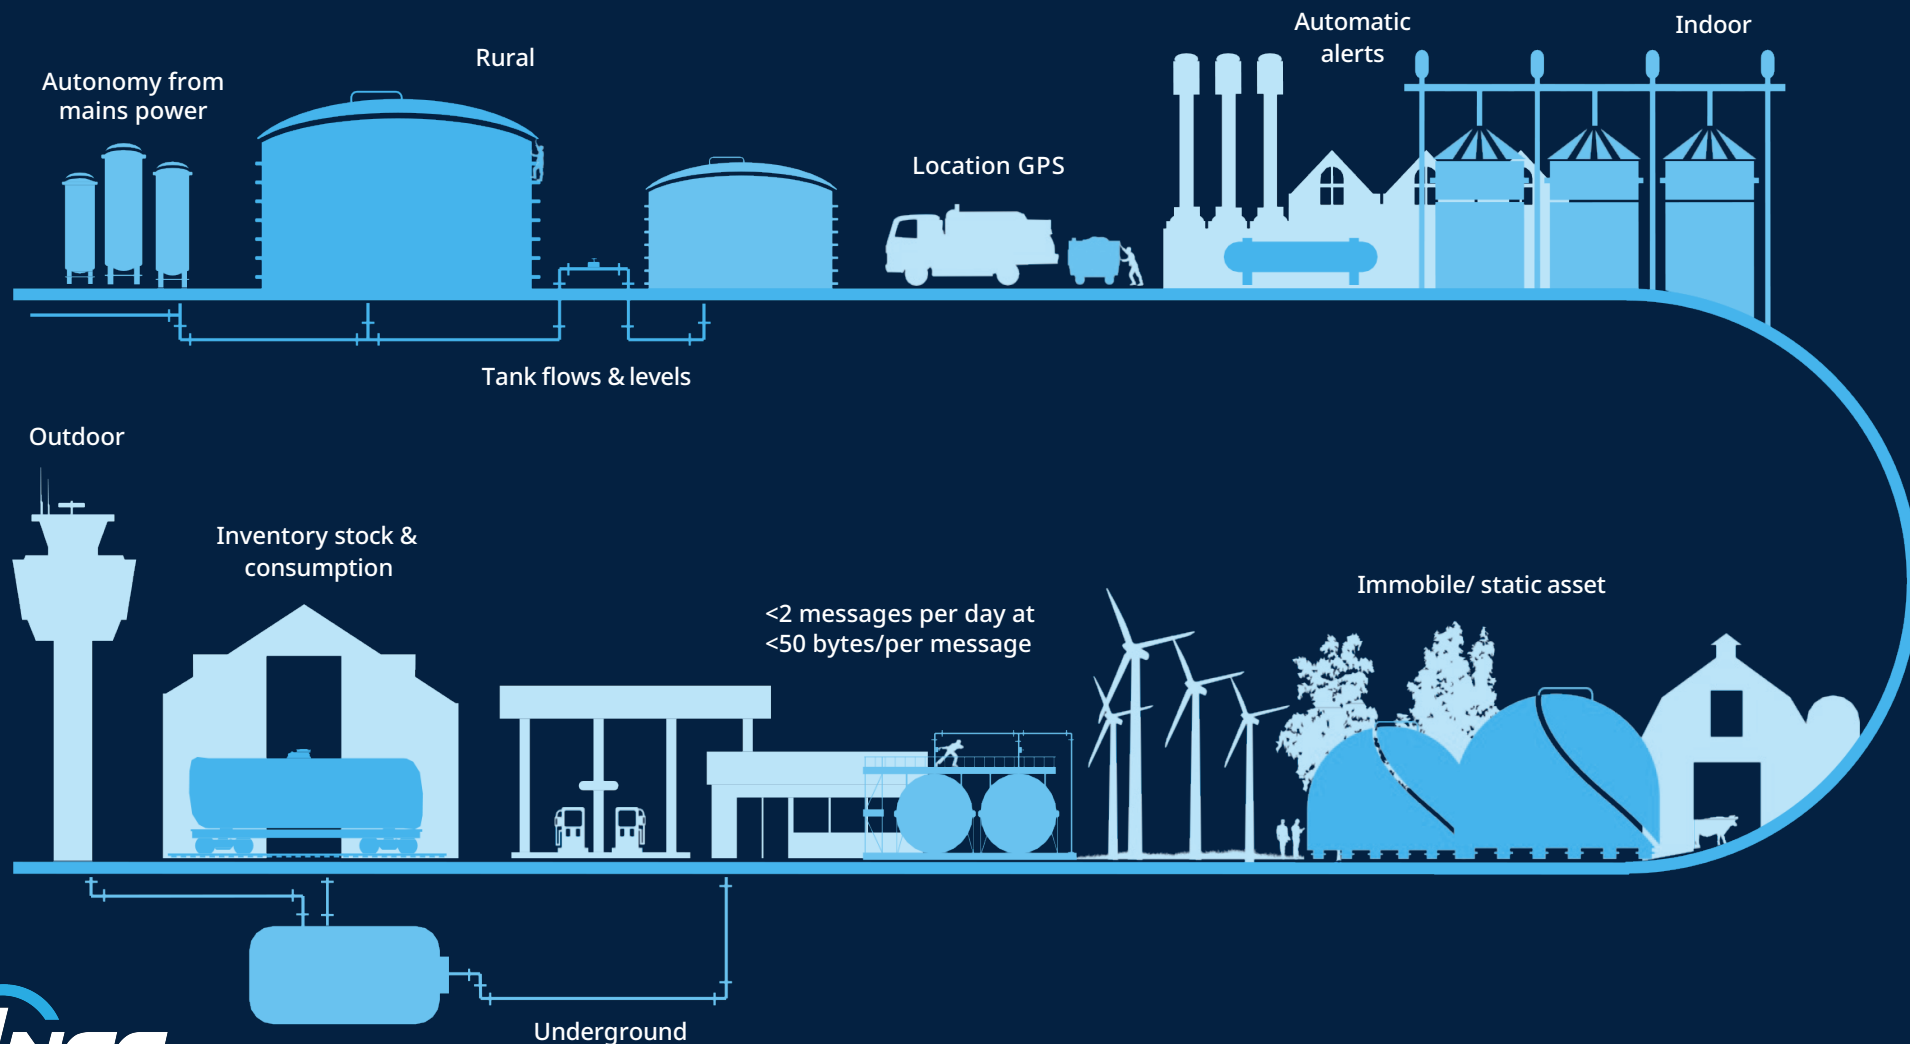 Automatic
alerts
Indoor
Rural
Autonomy from
mains power
Location GPS
Tank flows & levels
Outdoor
Inventory stock &
consumption
<2 messages per day at
<50 bytes/per message
Immobile/ static asset
Underground